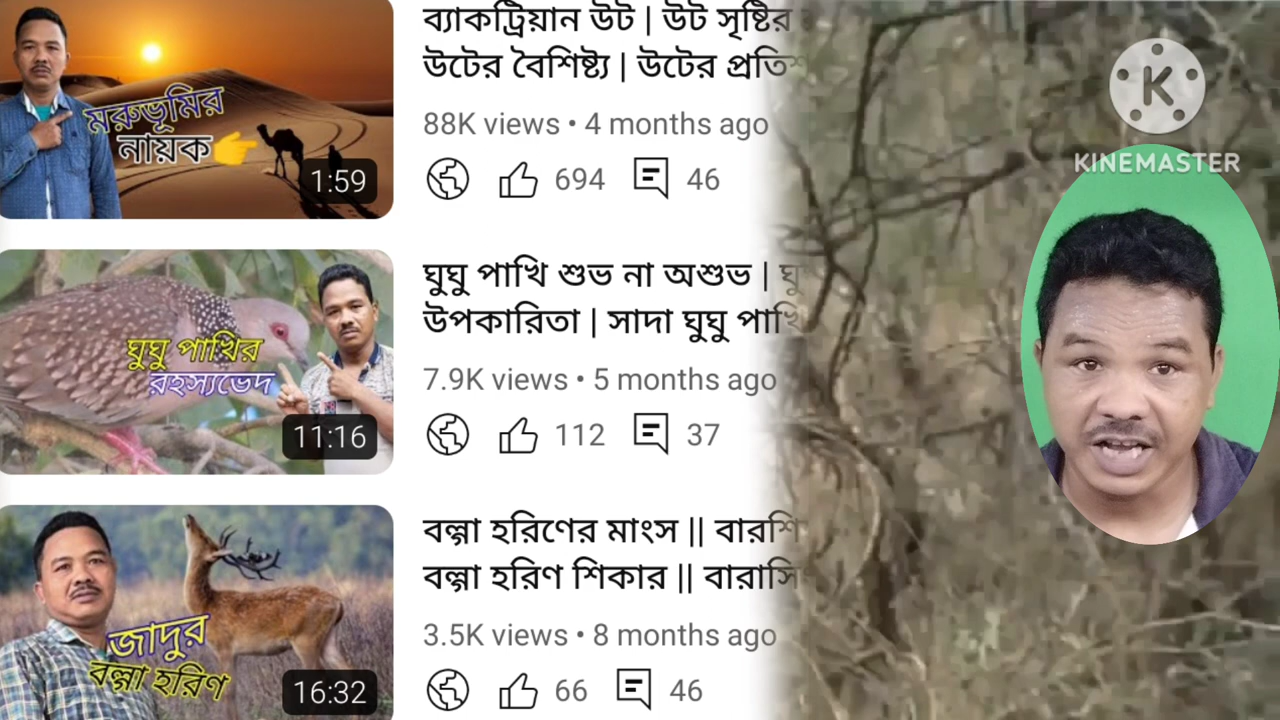 মরুভূমির
নায়ক
1:59
ব্যাকট্রিয়ান উট | উট সৃষ্টির
উটের বৈশিষ্ট্য | উটের
88K views • 4 months ago
694 46
ঘুঘু পাখির
রহস্যভেদ
11:16
ঘুঘু পাখি শুভ না অশুভ |
উপকারিতা | সাদা ঘুঘু পাখি
7.9K views • 5 months ago
112 37
জাদুর
বল্গা হরিণ
16:32
বল্গা হরিণের মাংস ||
বল্গা হরিণ শিকার ||
3.5K views • 8 months ago
66 46
K
KINEMASTER